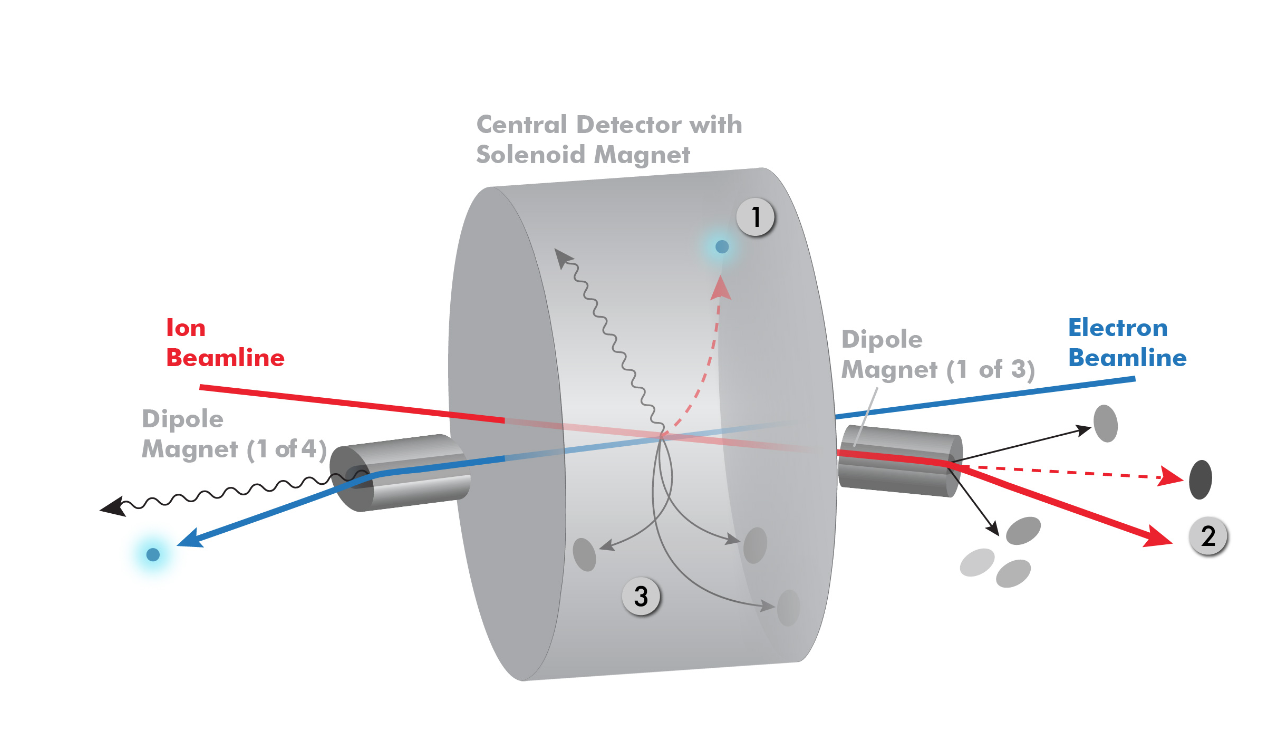 Central Detector with
Solenoid Magnet
1
Ion
Beamline
Electron
Beamline
Dipole
Magnet (1 of 3)
Dipole
Magnet (1 of 4)
2
3